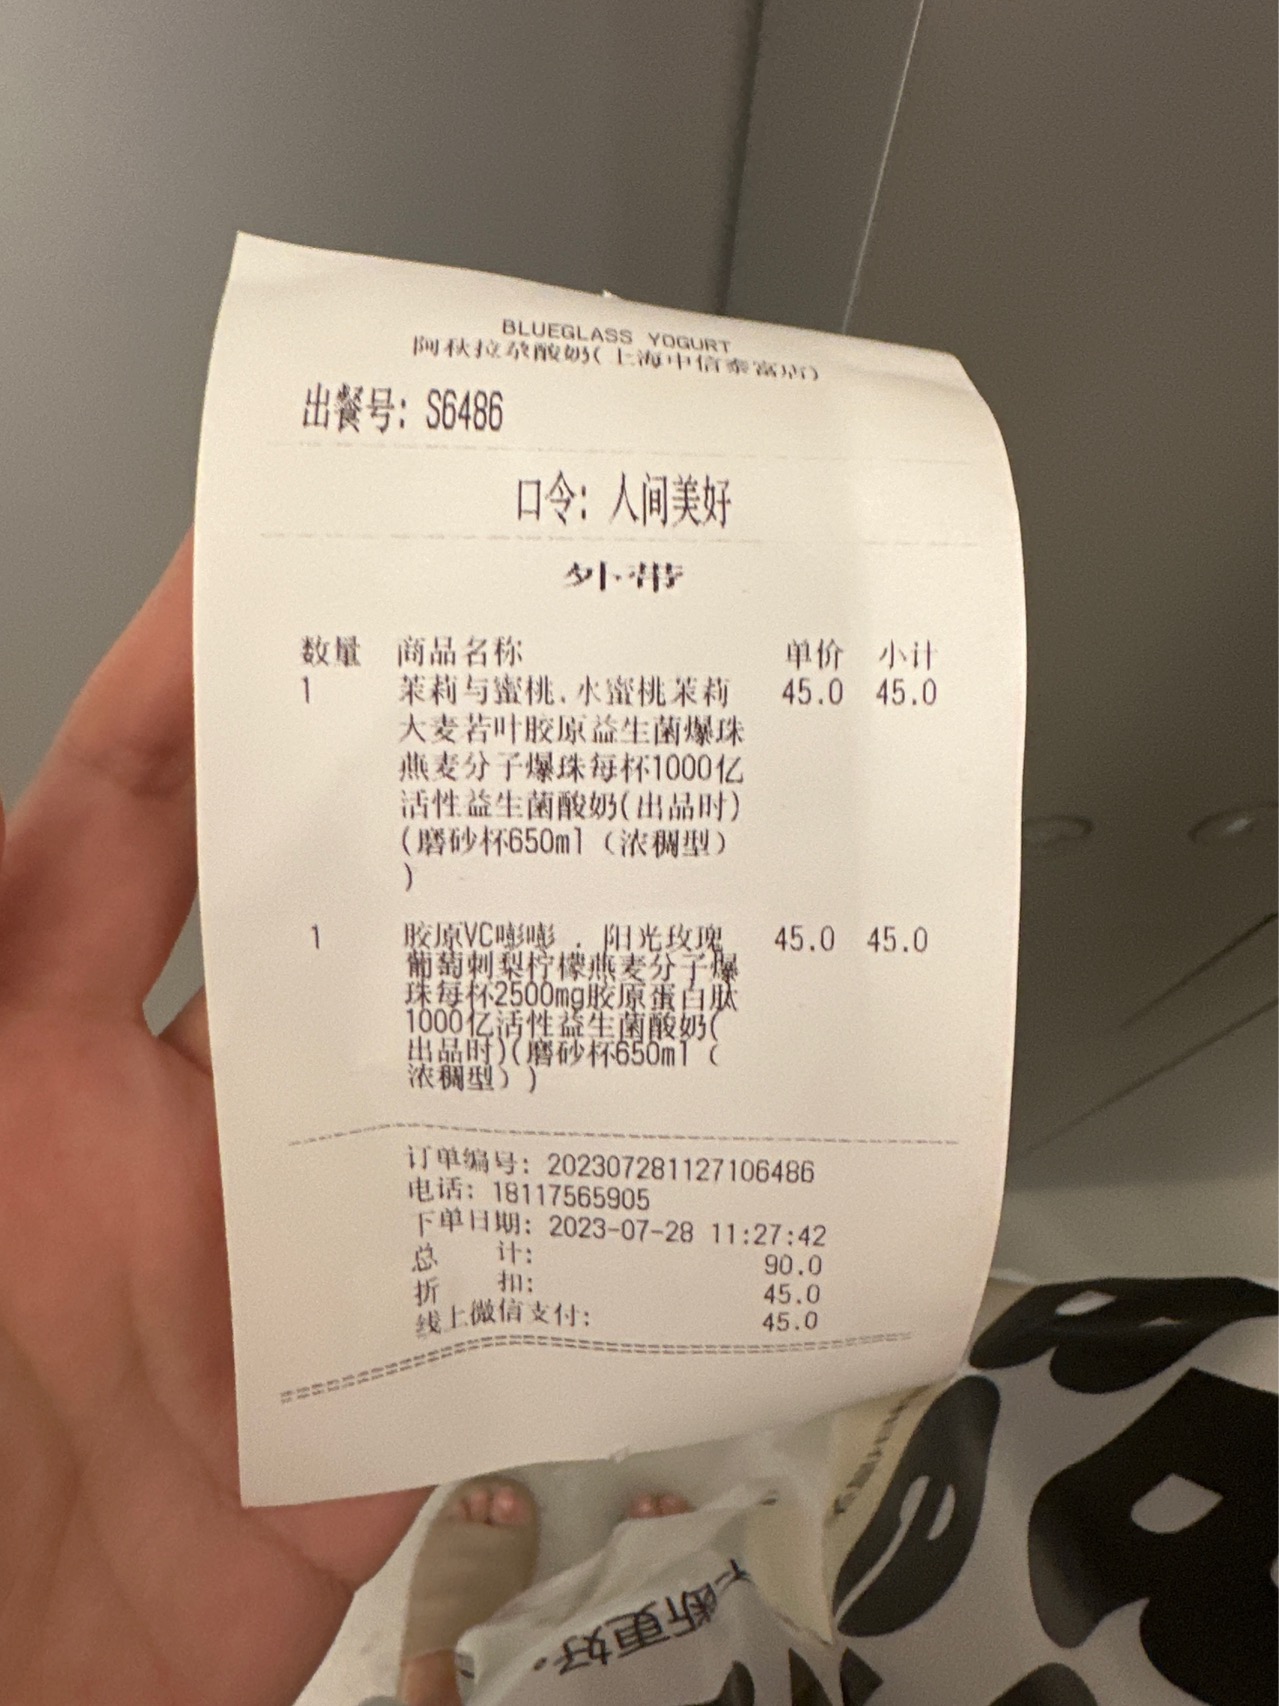 BLUEGLASS YOGURT
阿秋拉尕酸奶(上海中信泰富店)
出餐号: S6486
口令: 人间美好
外带
数量 商品名称 单价 小计
1 茉莉与蜜桃.水蜜桃茉莉 45.0 45.0
大麦若叶胶原益生菌爆珠
燕麦分子爆珠每杯1000亿
活性益生菌酸奶(出品时)
(磨砂杯650ml（浓稠型）
)
1 胶原VC嘭嘭．阳光玫瑰 45.0 45.0
葡萄刺梨柠檬燕麦分子爆
珠每杯2500mg胶原蛋白肽
1000亿活性益生菌酸奶(
出品时)(磨砂杯650ml（
浓稠型）)
订单编号: 202307281127106486
电话: 18117565905
下单日期: 2023-07-28 11:27:42
总 计: 90.0
折 扣: 45.0
线上微信支付: 45.0
断更好。